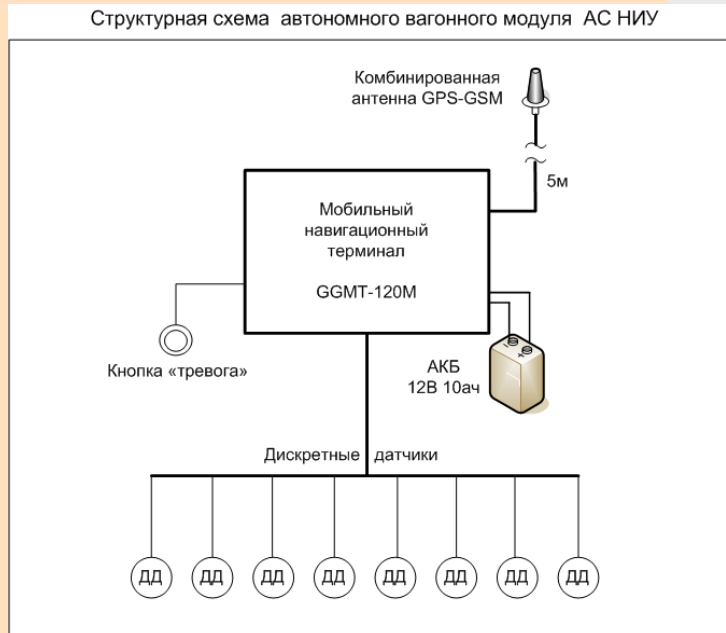 Структурная схема автономного вагонного модуля АС НИУ
Комбинированная
антенна GPS-GSM
5м
Мобильный
навигационный
терминал
GGMT-120M
Кнопка «тревога»
АКБ
12В 10ач
- +
Дискретные датчики
ДД ДД ДД ДД ДД ДД ДД ДД